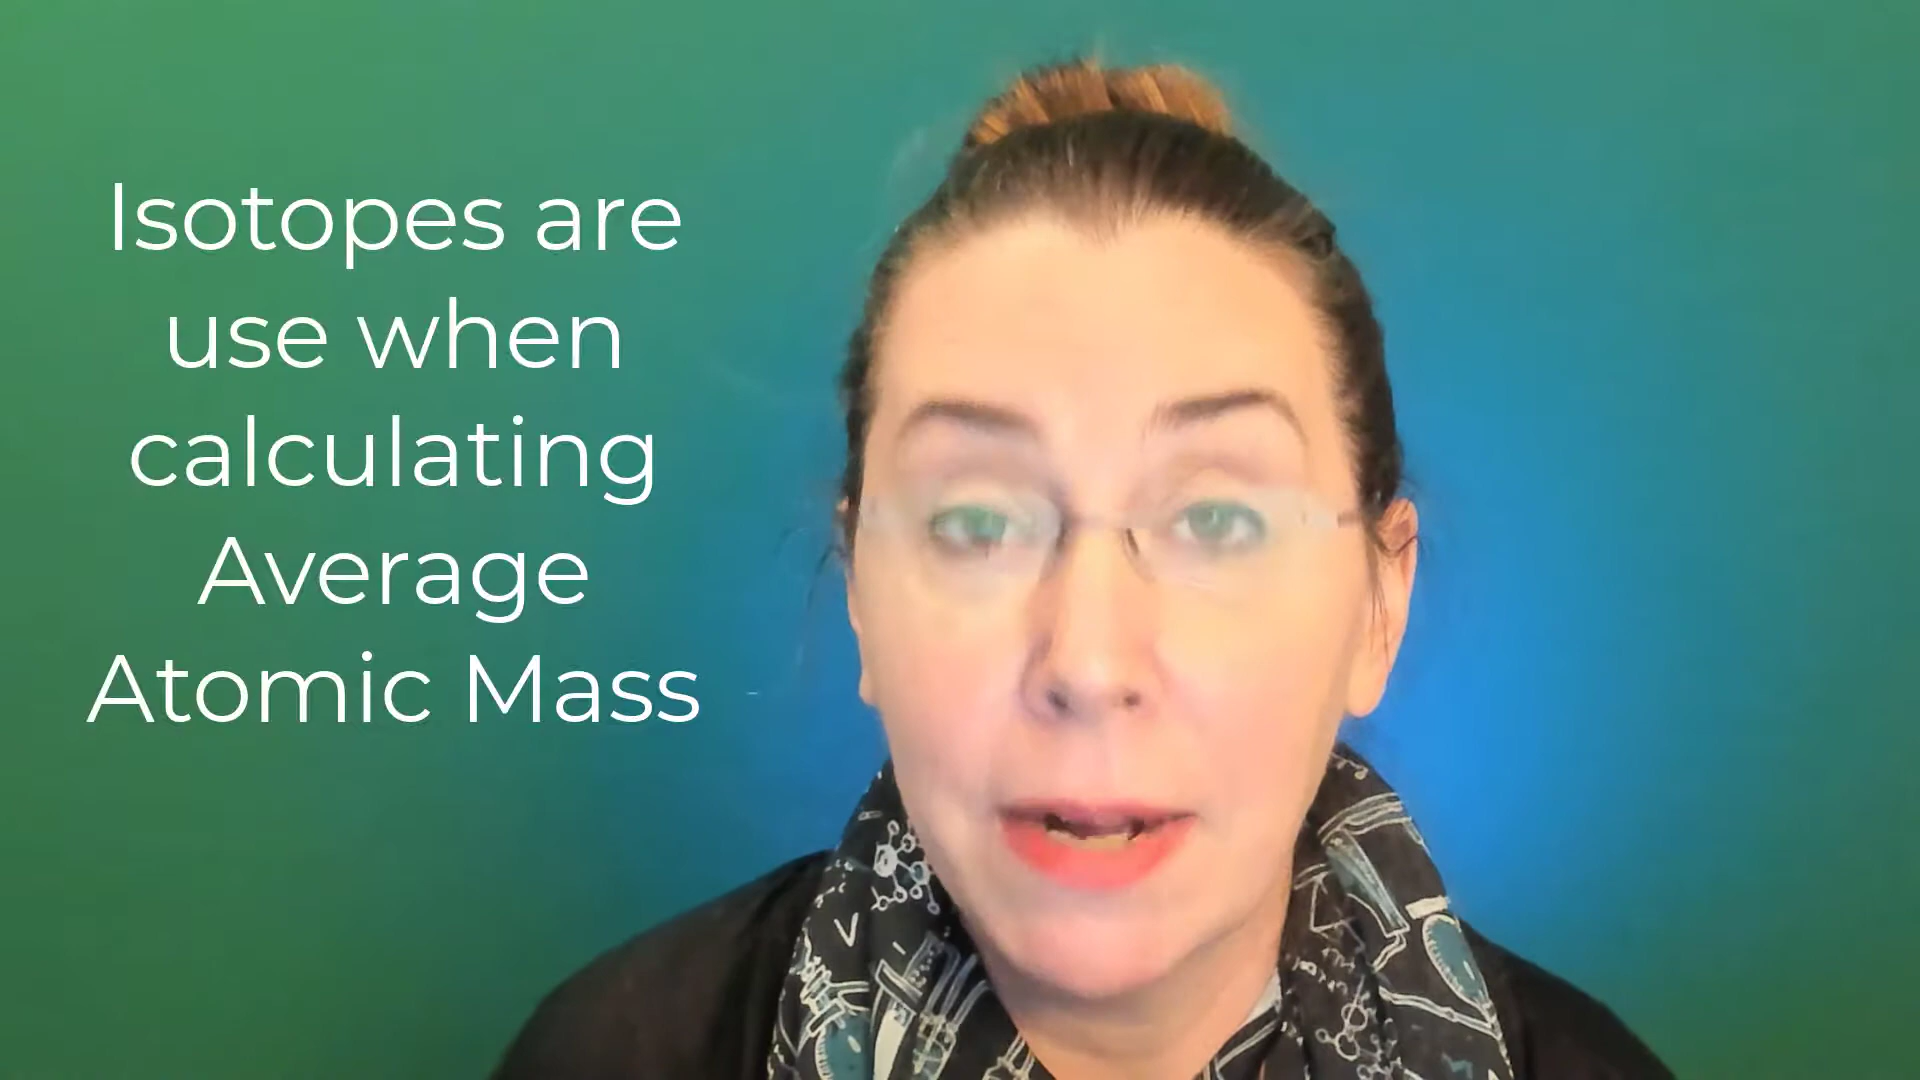 Isotopes are
use when
calculating
Average
Atomic Mass